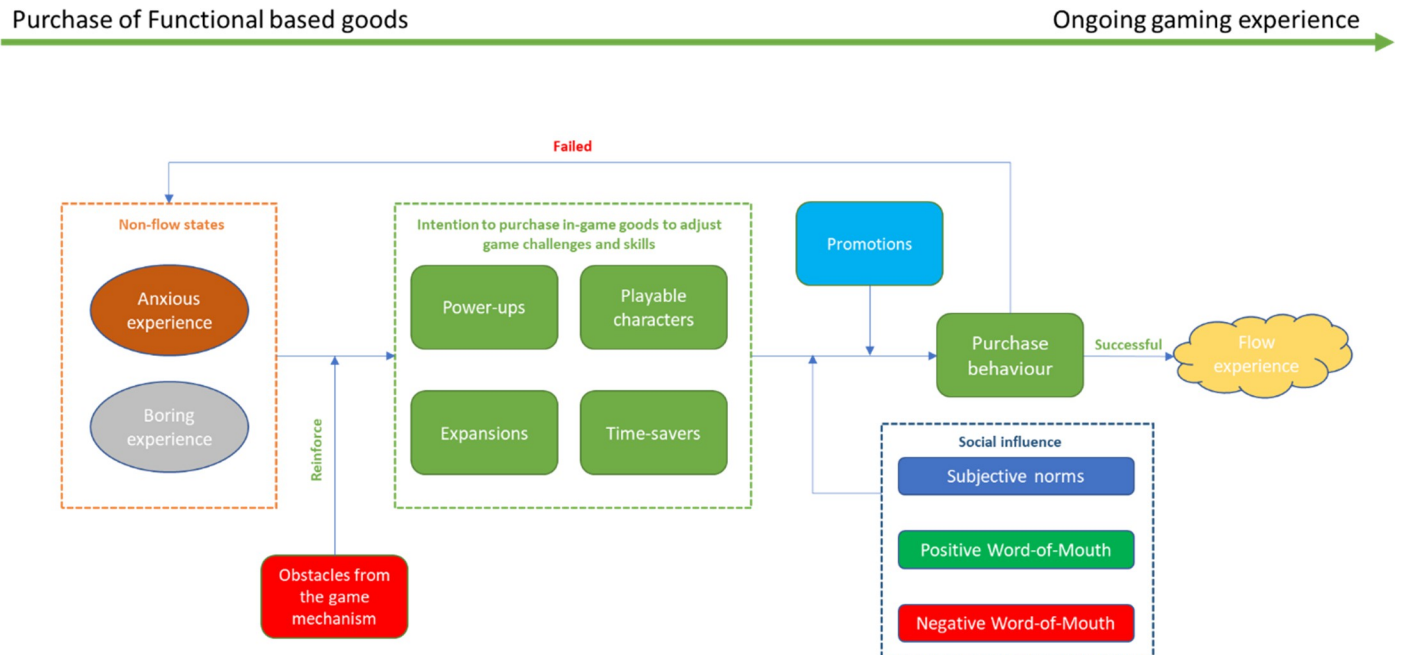 Purchase of Functional based goods
Ongoing gaming experience
Failed
Non-flow states
Anxious
experience
Boring
experience
Reinforce
Obstacles from
the game
mechanism
Intention to purchase in-game goods to adjust
game challenges and skills
Power-ups
Playable
characters
Expansions
Time-savers
Promotions
Purchase
behaviour
Successful
Flow
experience
Social influence
Subjective norms
Positive Word-of-Mouth
Negative Word-of-Mouth